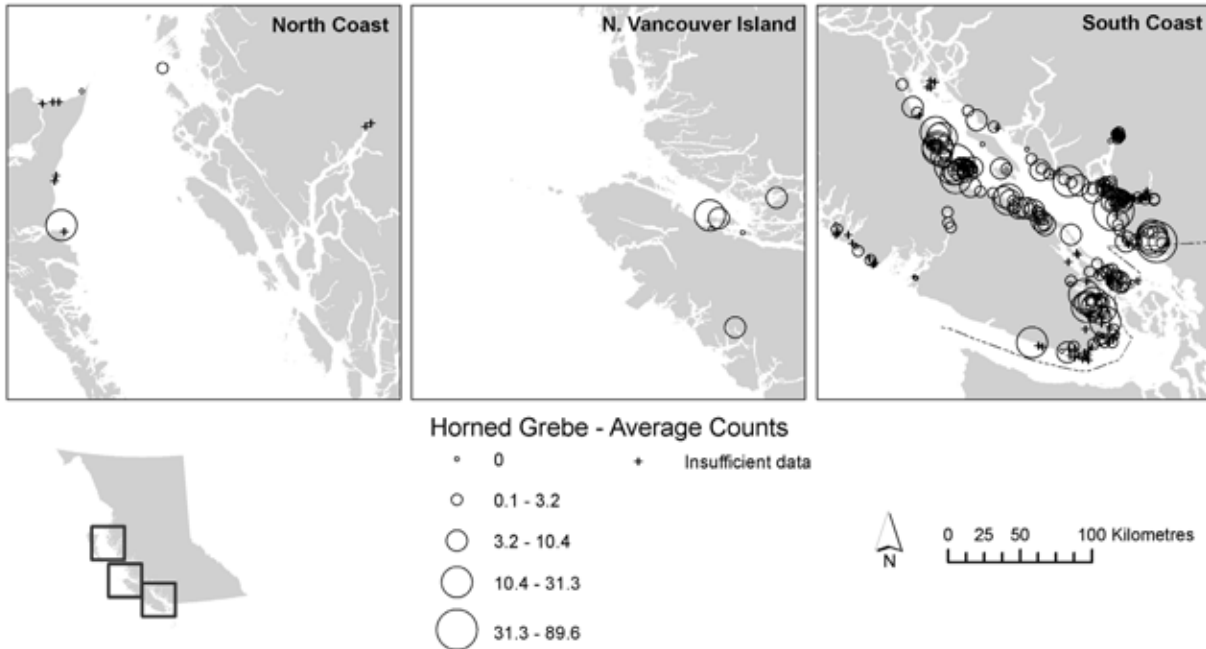 North Coast
N. Vancouver Island
South Coast
Horned Grebe - Average Counts
0
Insufficient data
0.1 - 3.2
3.2 - 10.4
10.4 - 31.3
31.3 - 89.6
N
0 25 50 100 Kilometres